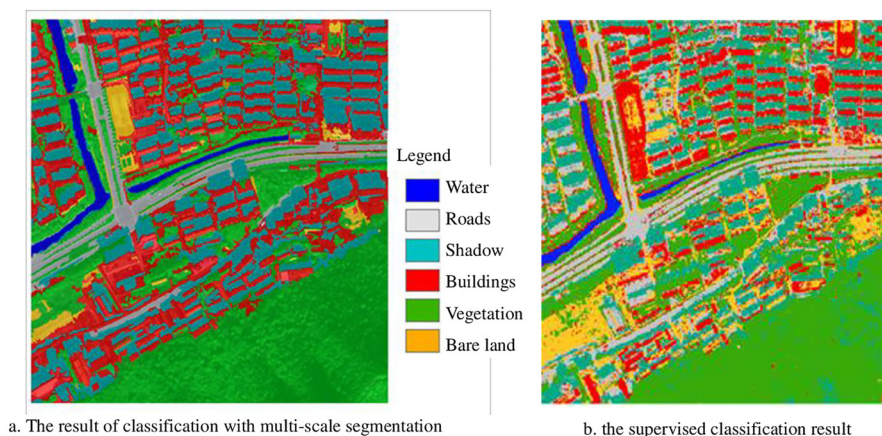 Legend
Water
Roads
Shadow
Buildings
Vegetation
Bare land
a. The result of classification with multi-scale segmentation
b. the supervised classification result